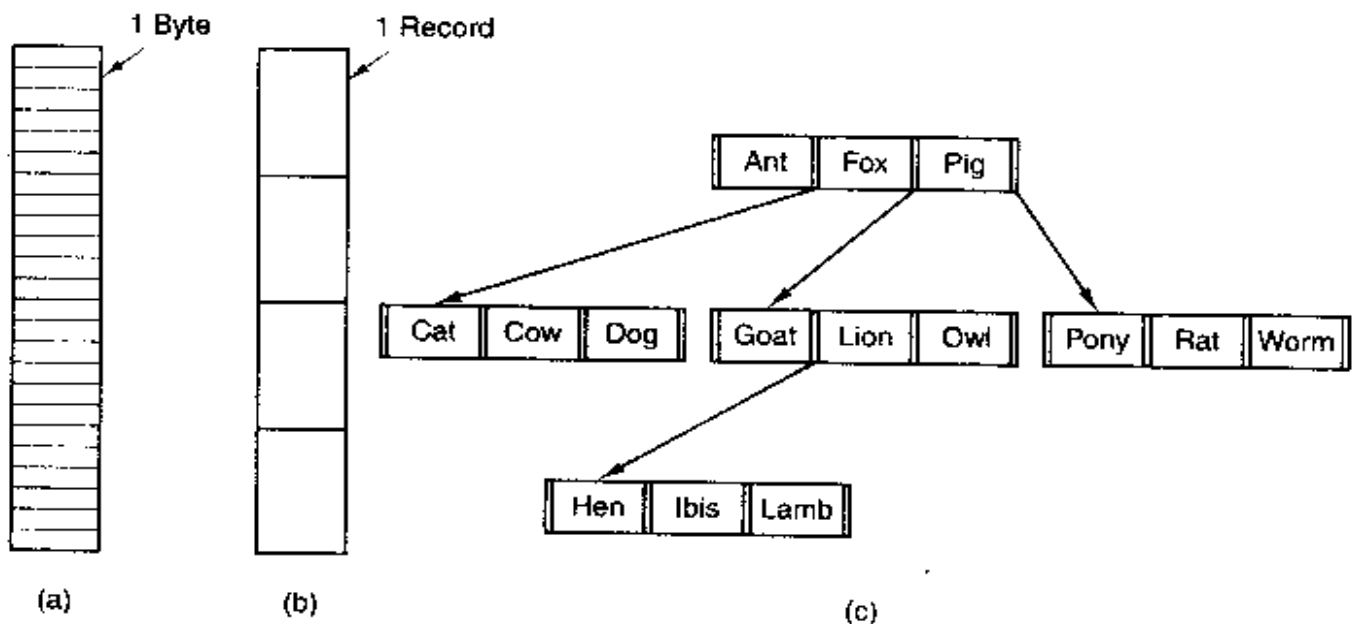 1 Byte
1 Record
Ant Fox Pig
Cat Cow Dog
Goat Lion Owl
Pony Rat Worm
Hen Ibis Lamb
(a)
(b)
(c)